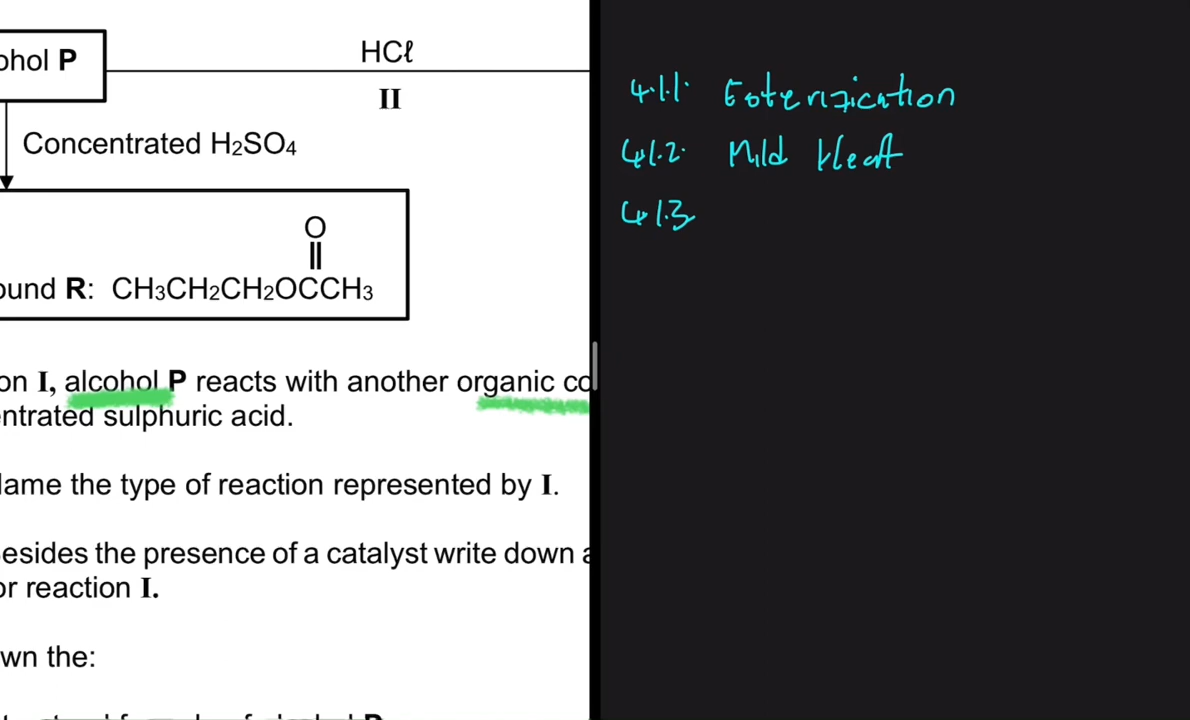 ohol P
HCℓ
II
Concentrated H₂SO₄
O
ound R: CH₃CH₂CH₂OCCH₃
on I, alcohol P reacts with another organic co
entrated sulphuric acid.
lame the type of reaction represented by I.
esides the presence of a catalyst write down a
or reaction I.
wn the:
4.1.1. Esterization
4.1.2. Mild Heat
4.1.3